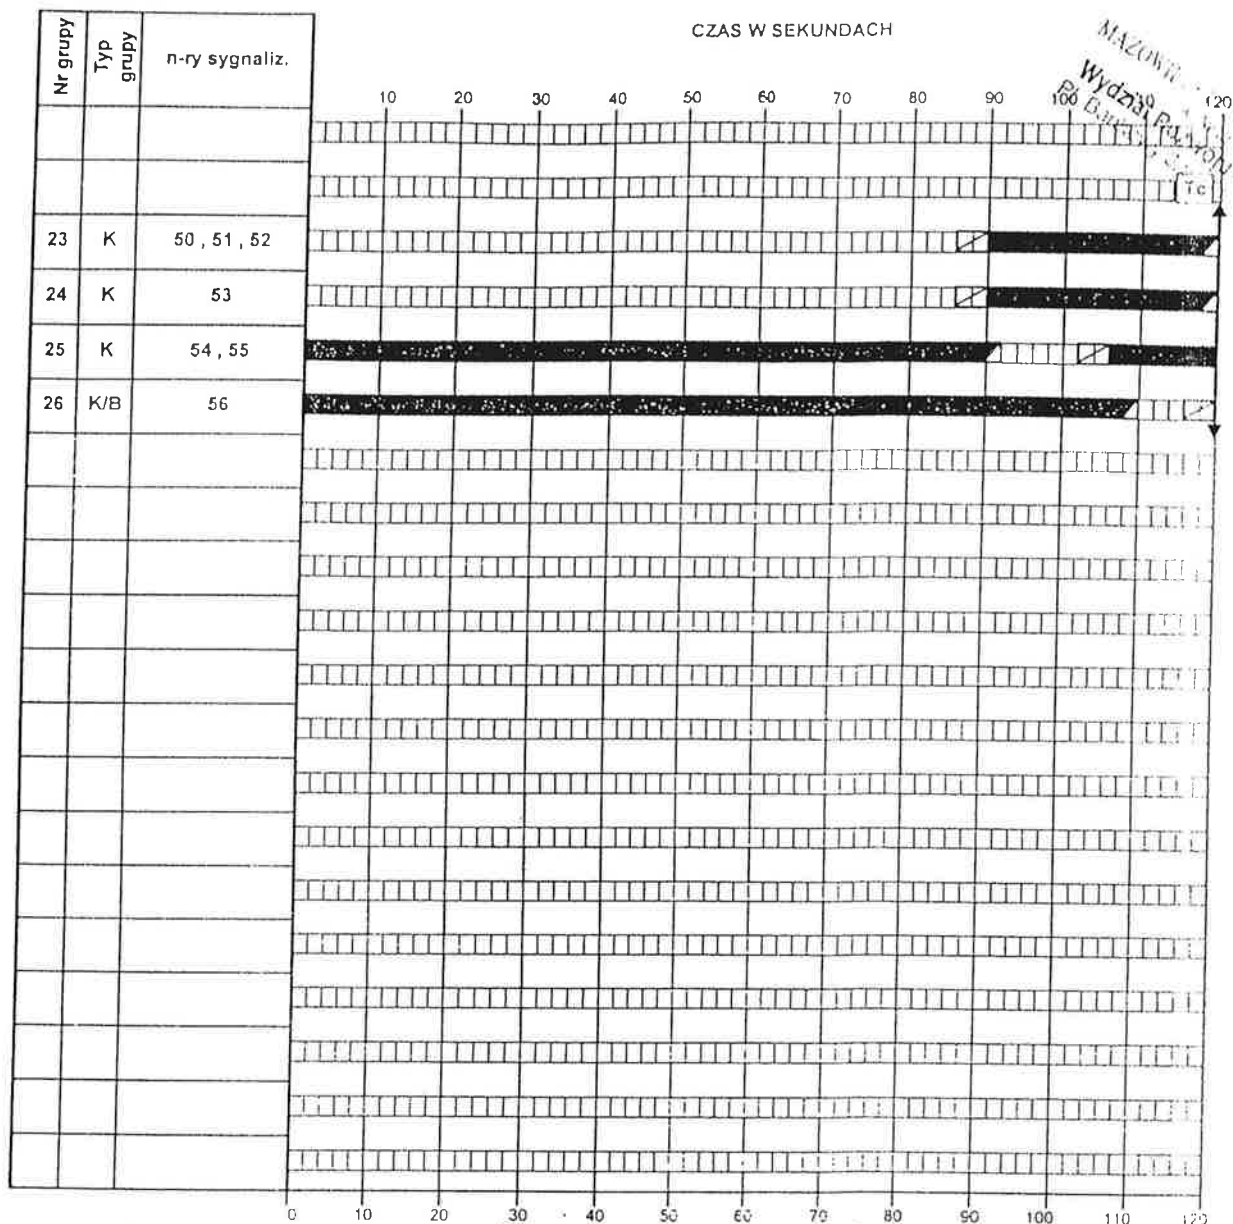 CZAS W SEKUNDACH
Nr grupy
Typ grupy
n-ry sygnaliz.
10 20 30 40 50 60 70 80 90 100 120
Wydział
Tc
23 K 50 , 51 , 52
24 K 53
25 K 54 , 55
26 K/B 56
0 10 20 30 40 50 60 70 80 90 100 110 120